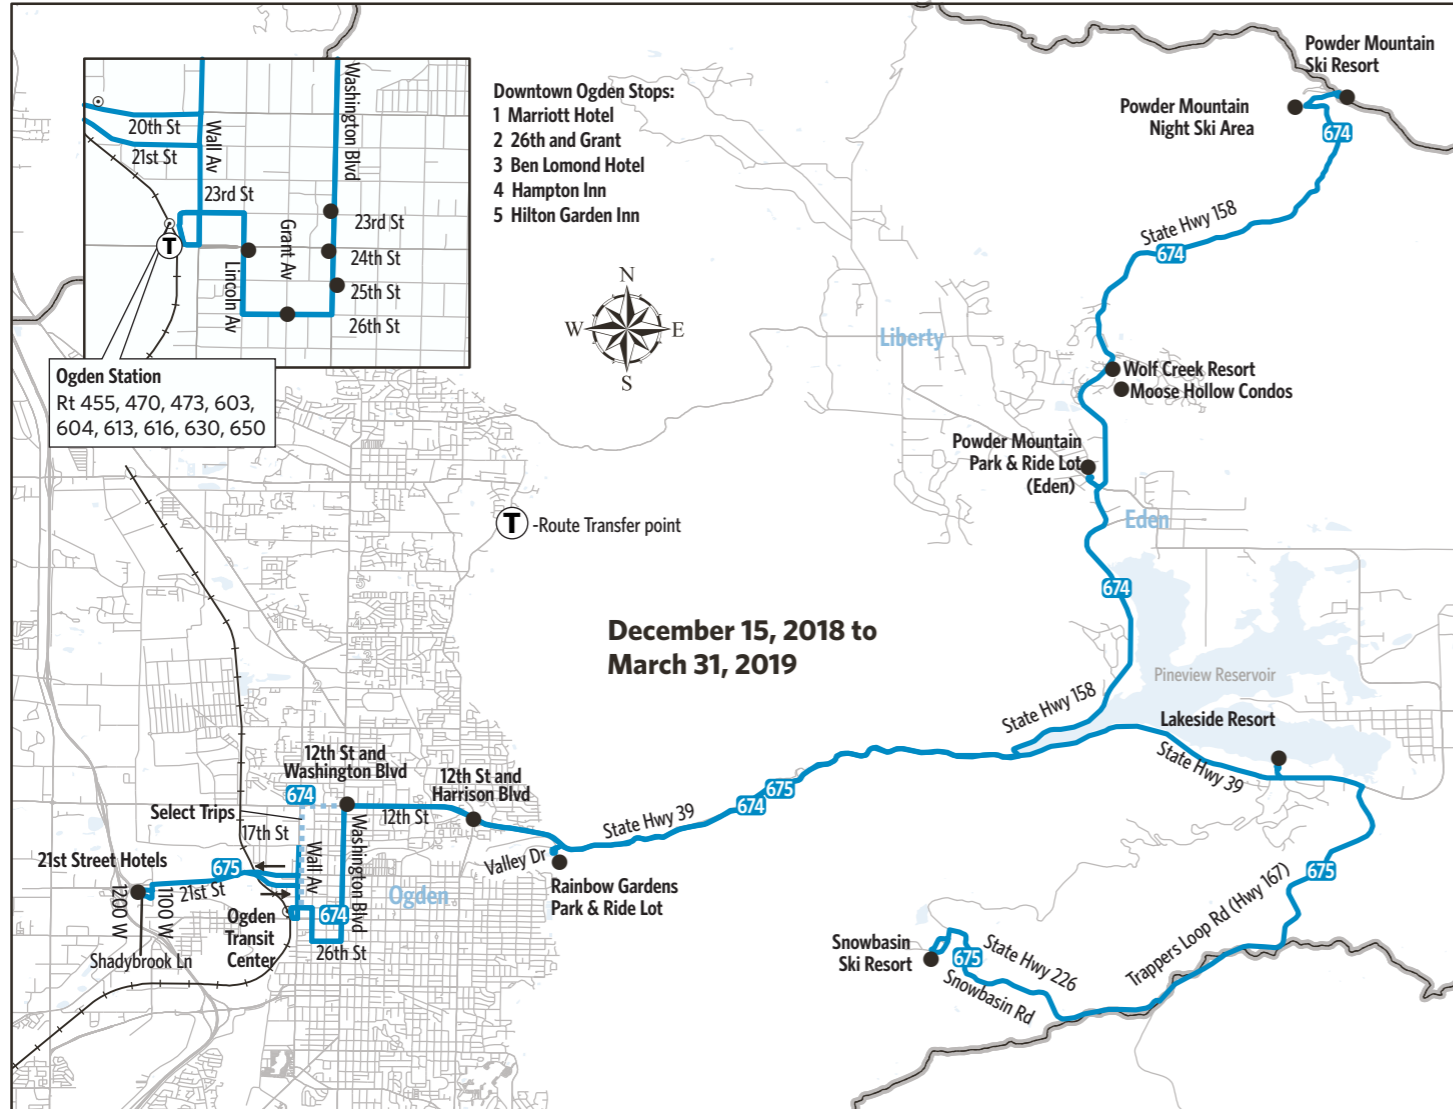 Powder Mountain
Ski Resort
Powder Mountain
Night Ski Area
674
State Hwy 158
674
Downtown Ogden Stops:
1 Marriott Hotel
2 26th and Grant
3 Ben Lomond Hotel
4 Hampton Inn
5 Hilton Garden Inn
20th St
21st St
Wall Av
Washington Blvd
23rd St
Grant Av
Lincoln Av
23rd St
24th St
25th St
26th St
T
Ogden Station
Rt 455, 470, 473, 603,
604, 613, 616, 630, 650
N
W
E
S
Liberty
Wolf Creek Resort
Moose Hollow Condos
Powder Mountain
Park & Ride Lot
(Eden)
Eden
T -Route Transfer point
674
December 15, 2018 to
March 31, 2019
Pineview Reservoir
State Hwy 158
Lakeside Resort
State Hwy 39
12th St and
Washington Blvd
12th St and
Harrison Blvd
674
Select Trips
17th St
12th St
Wall Av
Washington Blvd
State Hwy 39
674
675
Valley Dr
Rainbow Gardens
Park & Ride Lot
21st Street Hotels
675
21st St
1200 W
1100 W
Shadybrook Ln
Ogden
Transit
Center
674
26th St
Ogden
675
Trappers Loop Rd (Hwy 167)
Snowbasin
Ski Resort
675
State Hwy 226
Snowbasin Rd